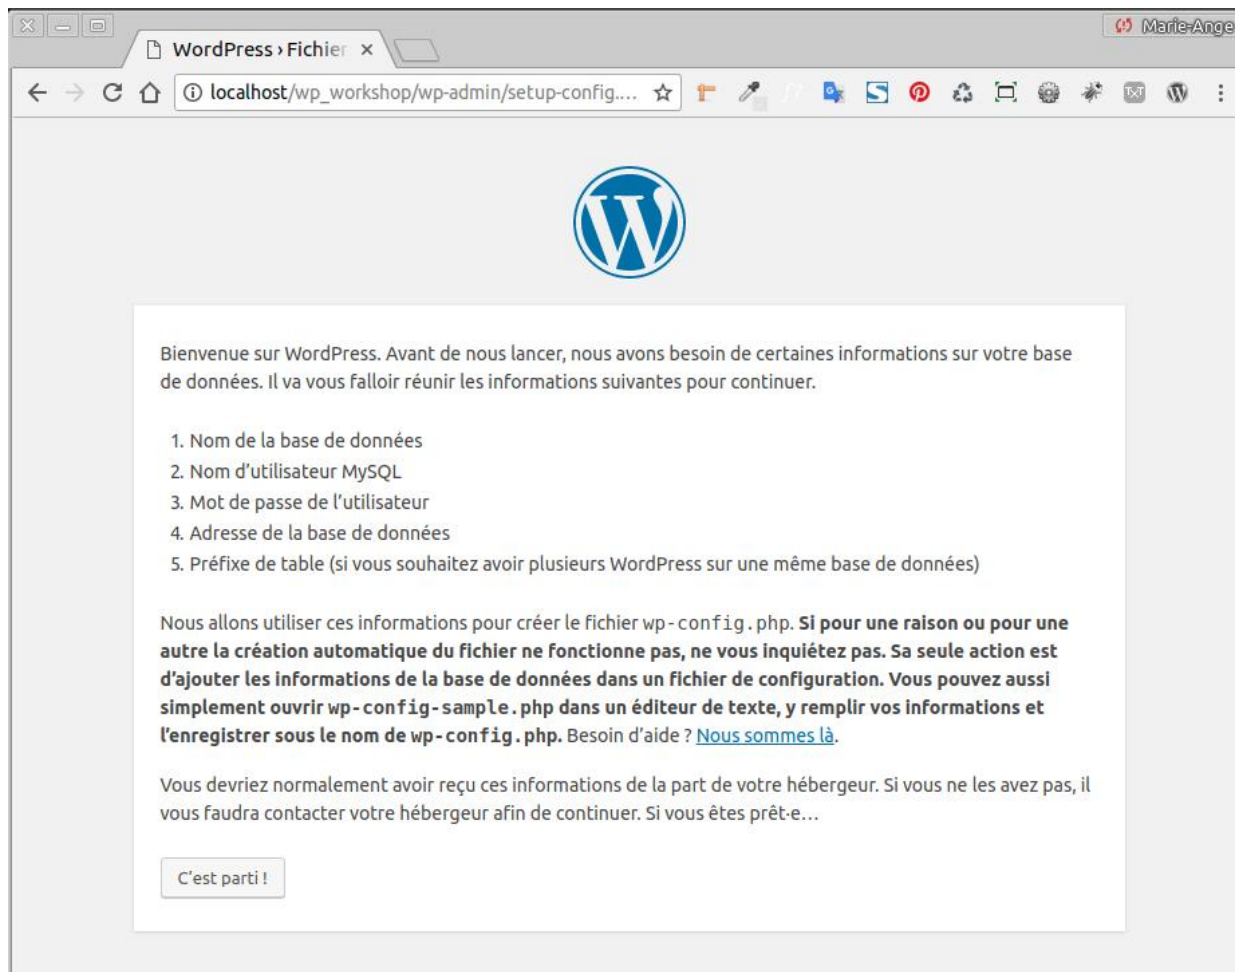 Marie-Ange
WordPress › Fichier
localhost/wp_workshop/wp-admin/setup-config....
Bienvenue sur WordPress. Avant de nous lancer, nous avons besoin de certaines informations sur votre base
de données. Il va vous falloir réunir les informations suivantes pour continuer.
1. Nom de la base de données
2. Nom d’utilisateur MySQL
3. Mot de passe de l’utilisateur
4. Adresse de la base de données
5. Préfixe de table (si vous souhaitez avoir plusieurs WordPress sur une même base de données)
Nous allons utiliser ces informations pour créer le fichier wp-config.php. Si pour une raison ou pour une
autre la création automatique du fichier ne fonctionne pas, ne vous inquiétez pas. Sa seule action est
d’ajouter les informations de la base de données dans un fichier de configuration. Vous pouvez aussi
simplement ouvrir wp-config-sample.php dans un éditeur de texte, y remplir vos informations et
l’enregistrer sous le nom de wp-config.php. Besoin d’aide ? Nous sommes là.
Vous devriez normalement avoir reçu ces informations de la part de votre hébergeur. Si vous ne les avez pas, il
vous faudra contacter votre hébergeur afin de continuer. Si vous êtes prêt·e…
C’est parti !